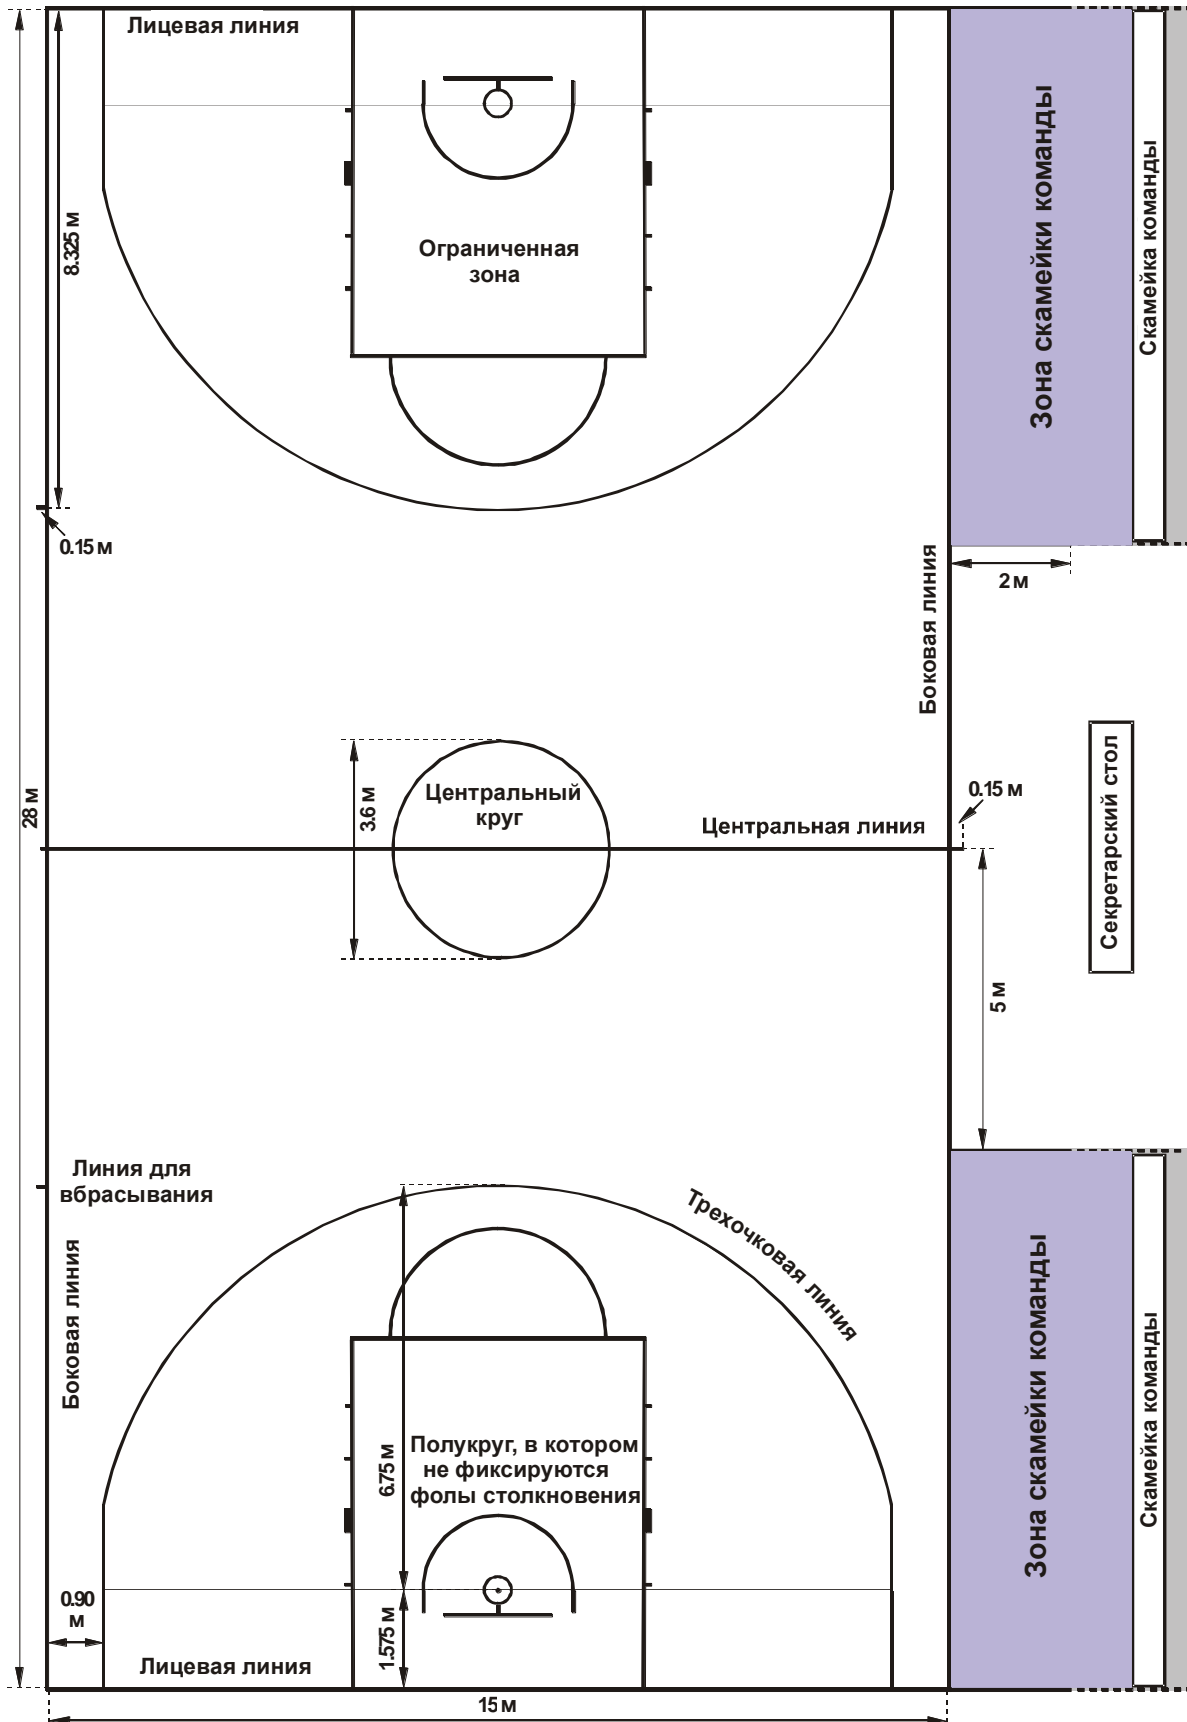 Лицевая линия
8.325 м
Ограниченная
зона
Зона скамейки команды
Скамейка команды
0.15 м
2 м
Боковая линия
28 м
3.6 м
Центральный
круг
Центральная линия
0.15 м
Секретарский стол
5 м
Линия для
вбрасывания
Трехочковая линия
Боковая линия
6.75 м
Полукруг, в котором
не фиксируются
фолы столкновения
Зона скамейки команды
Скамейка команды
0.90
м
1.575 м
Лицевая линия
15 м